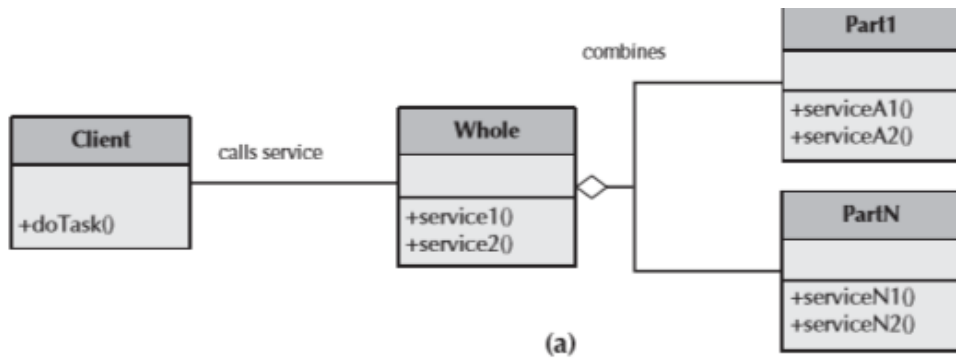 Part1
combines
+serviceA1()
+serviceA2()
Client
Whole
calls service
+doTask()
+service1()
+service2()
PartN
+serviceN1()
+serviceN2()
(a)